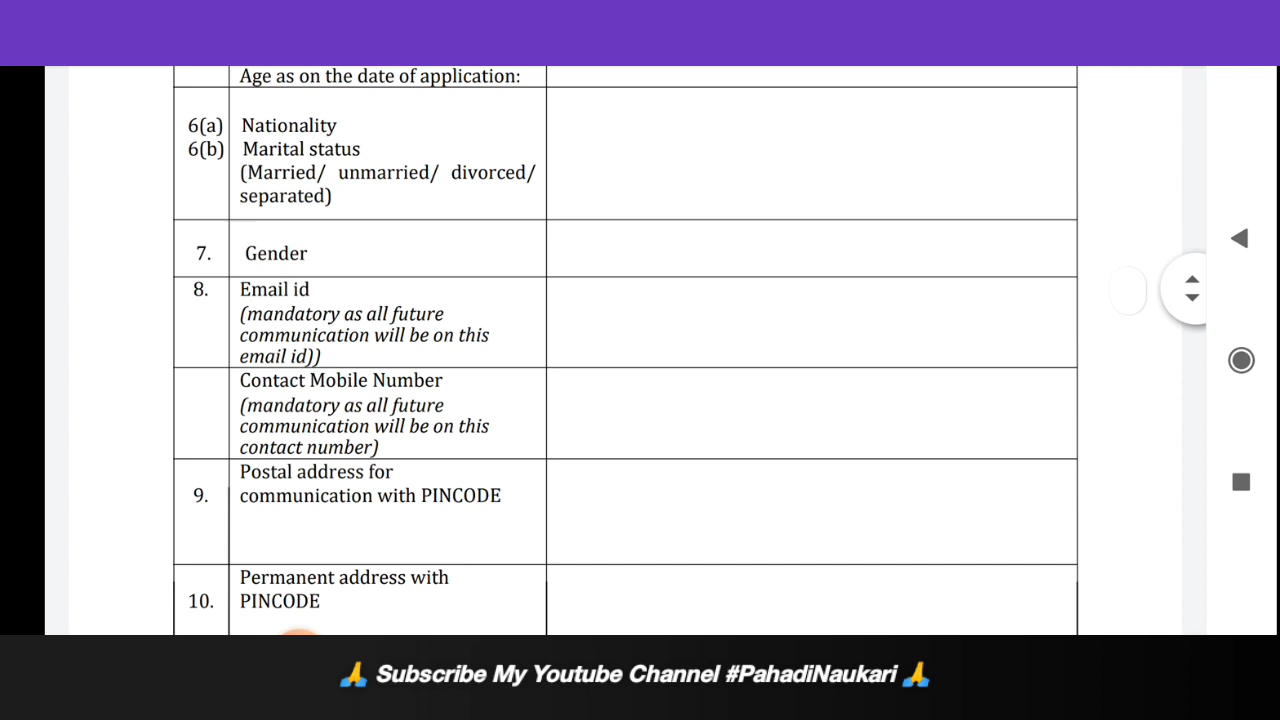 Age as on the date of application:
6(a) Nationality
6(b) Marital status
(Married/ unmarried/ divorced/
separated)
7. Gender
8. Email id
(mandatory as all future
communication will be on this
email id))
Contact Mobile Number
(mandatory as all future
communication will be on this
contact number)
Postal address for
9. communication with PINCODE
Permanent address with
10. PINCODE
🙏 Subscribe My Youtube Channel #PahadiNaukari 🙏